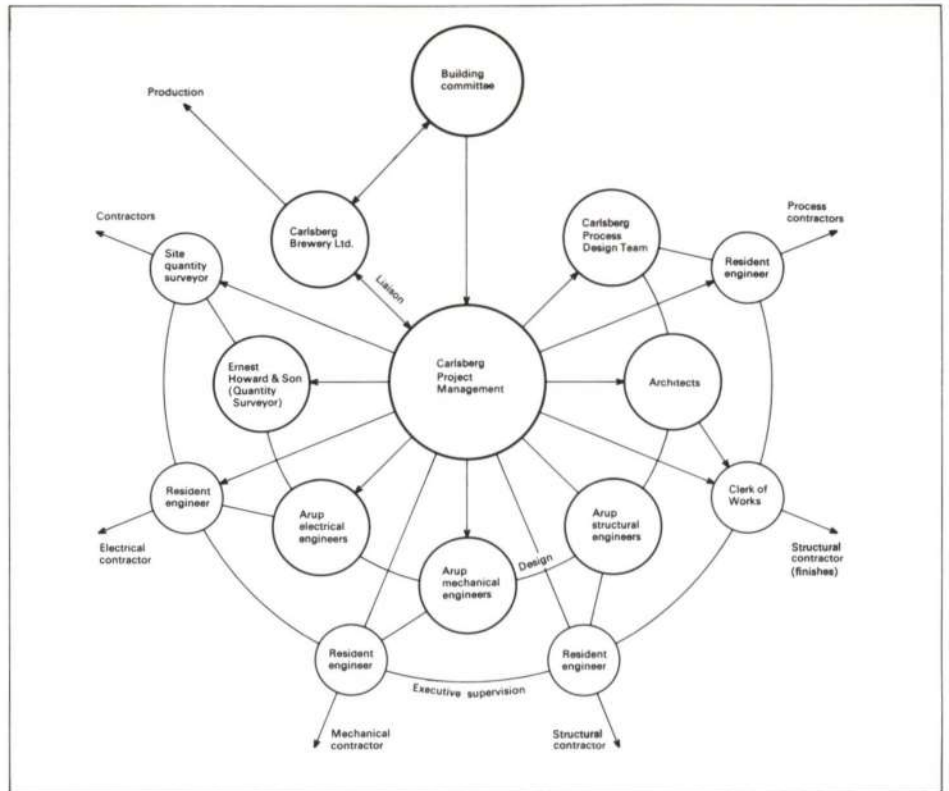 Building
committee
Production
Contractors
Carlsberg
Brewery Ltd.
Carlsberg
Process
Design Team
Process
contractors
Site
quantity
surveyor
Resident
engineer
Liaison
Ernest
Howard & Son
(Quantity
Surveyor)
Carlsberg
Project
Management
Architects
Resident
engineer
Arup
electrical
engineers
Arup
structural
engineers
Clerk of
Works
Electrical
contractor
Design
Arup
mechanical
engineers
Structural
contractor
(finishes)
Resident
engineer
Resident
engineer
Executive supervision
Mechanical
contractor
Structural
contractor